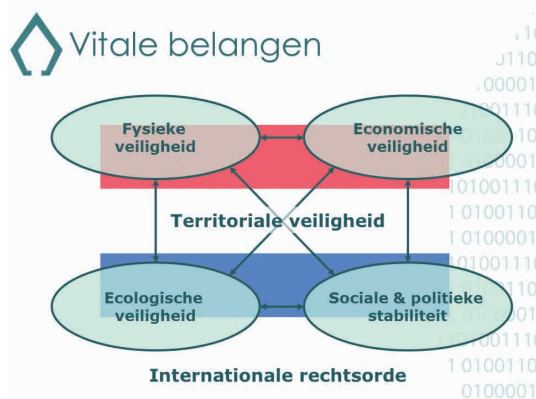 Vitale belangen
Fysieke
veiligheid
Economische
veiligheid
Territoriale veiligheid
Ecologische
veiligheid
Sociale & politieke
stabiliteit
Internationale rechtsorde